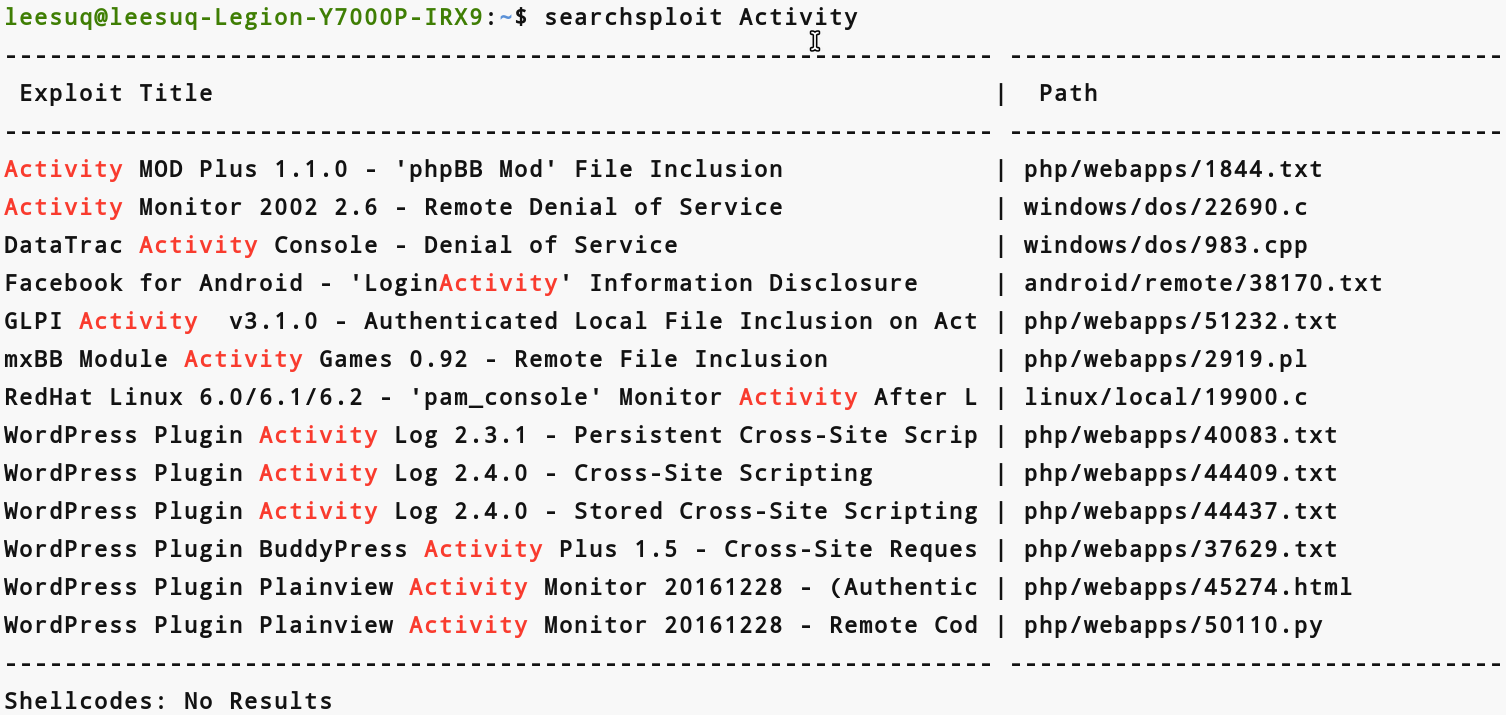 leesuq@leesuq-Legion-Y7000P-IRX9:~$ searchsploit Activity
------------------------------------------------------------------ ---------------------------------
 Exploit Title                                                    |  Path
------------------------------------------------------------------ ---------------------------------
Activity MOD Plus 1.1.0 - 'phpBB Mod' File Inclusion              | php/webapps/1844.txt
Activity Monitor 2002 2.6 - Remote Denial of Service              | windows/dos/22690.c
DataTrac Activity Console - Denial of Service                     | windows/dos/983.cpp
Facebook for Android - 'LoginActivity' Information Disclosure     | android/remote/38170.txt
GLPI Activity  v3.1.0 - Authenticated Local File Inclusion on Act | php/webapps/51232.txt
mxBB Module Activity Games 0.92 - Remote File Inclusion           | php/webapps/2919.pl
RedHat Linux 6.0/6.1/6.2 - 'pam_console' Monitor Activity After L | linux/local/19900.c
WordPress Plugin Activity Log 2.3.1 - Persistent Cross-Site Scrip | php/webapps/40083.txt
WordPress Plugin Activity Log 2.4.0 - Cross-Site Scripting        | php/webapps/44409.txt
WordPress Plugin Activity Log 2.4.0 - Stored Cross-Site Scripting | php/webapps/44437.txt
WordPress Plugin BuddyPress Activity Plus 1.5 - Cross-Site Reques | php/webapps/37629.txt
WordPress Plugin Plainview Activity Monitor 20161228 - (Authentic | php/webapps/45274.html
WordPress Plugin Plainview Activity Monitor 20161228 - Remote Cod | php/webapps/50110.py
------------------------------------------------------------------ ---------------------------------
Shellcodes: No Results